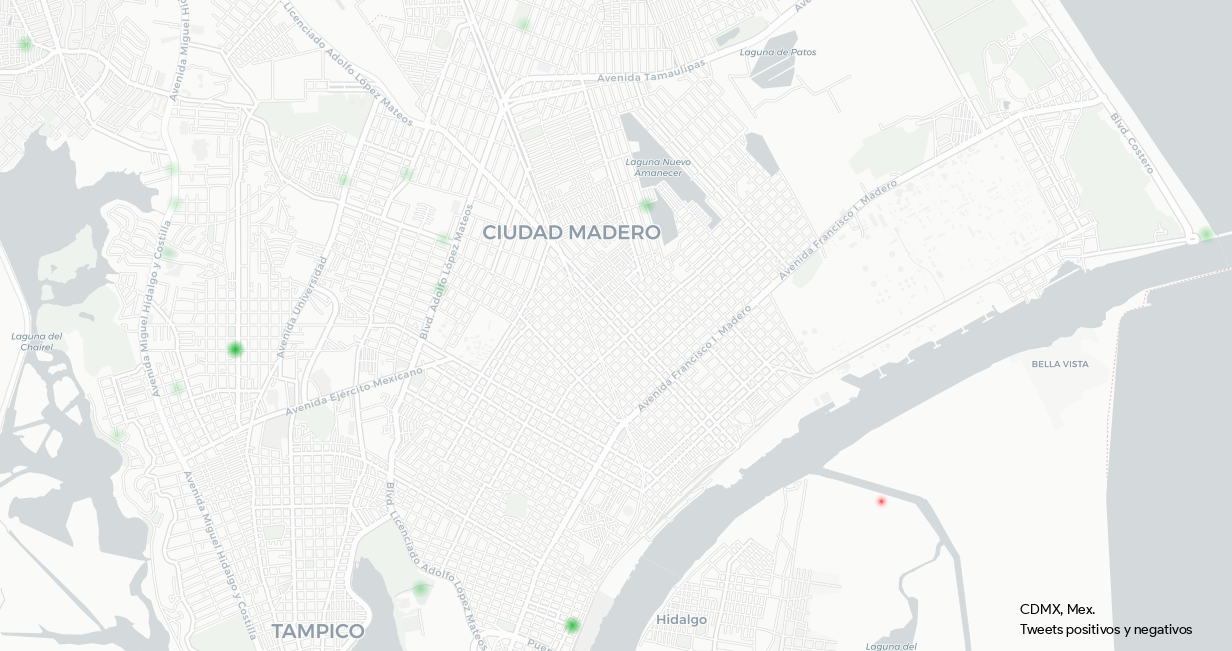 Avenida Miguel Hidalgo
Licenciado Adolfo López Mateos
Laguna de Patos
Avenida Tamaulipas
Blvd. Costero
Laguna Nuevo
Amanecer
CIUDAD MADERO
Avenida Francisco I. Madero
Avenida Miguel Hidalgo y Costilla
Avenida Universidad
Blvd. Adolfo López Mateos
Laguna del
Chairel
Avenida Francisco I. Madero
BELLA VISTA
Avenida Ejército Mexicano
Avenida Miguel Hidalgo y Costilla
Blvd. Licenciado Adolfo López Mateos
CDMX, Mex.
Tweets positivos y negativos
Hidalgo
TAMPICO
Laguna del